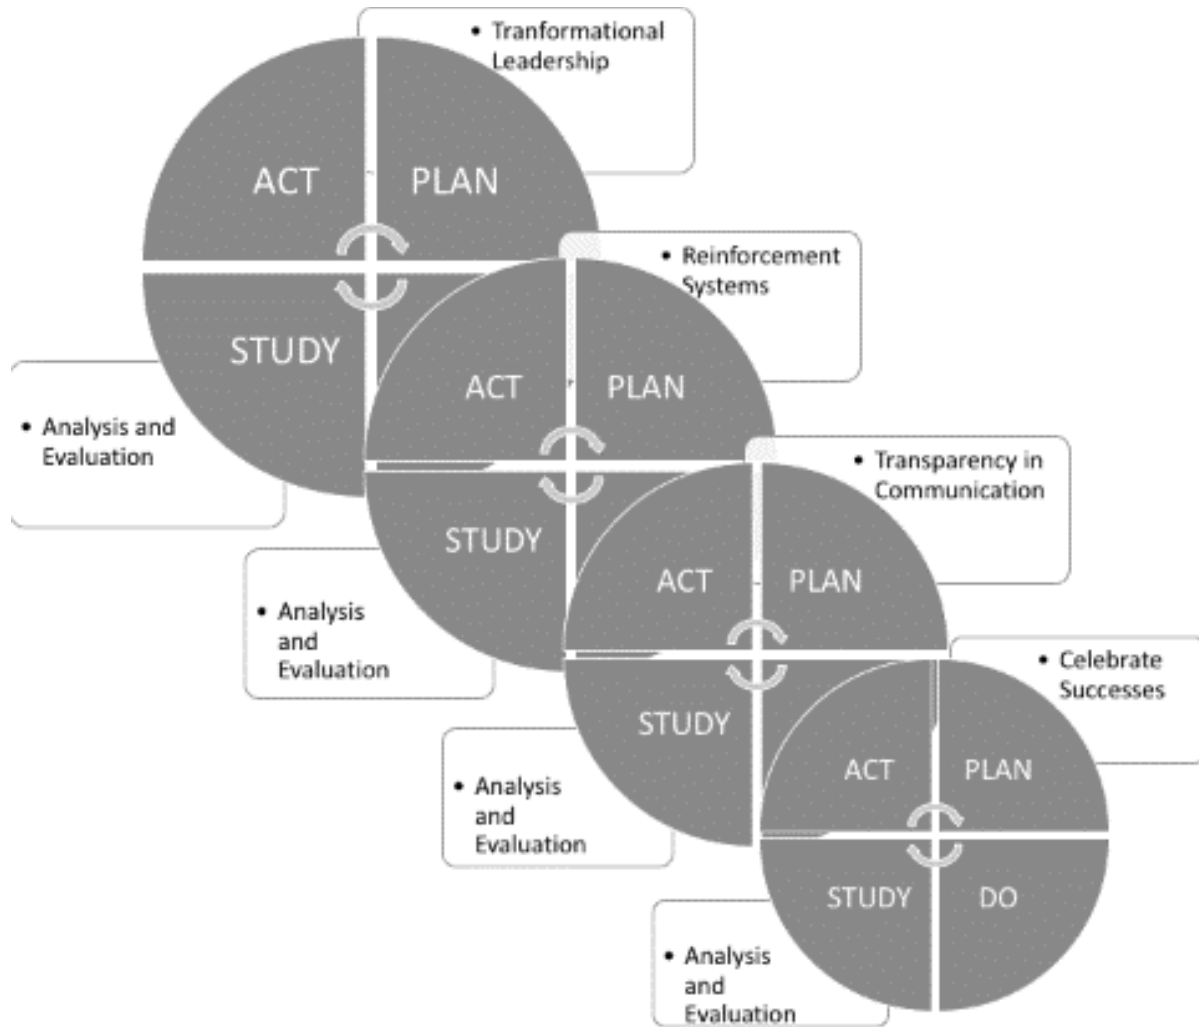 • Tranformational
Leadership
ACT
PLAN
• Reinforcement
Systems
STUDY
ACT
PLAN
• Analysis and
Evaluation
• Transparency in
Communication
STUDY
ACT
PLAN
• Analysis
and
Evaluation
• Celebrate
Successes
STUDY
ACT
PLAN
• Analysis
and
Evaluation
STUDY
DO
• Analysis
and
Evaluation